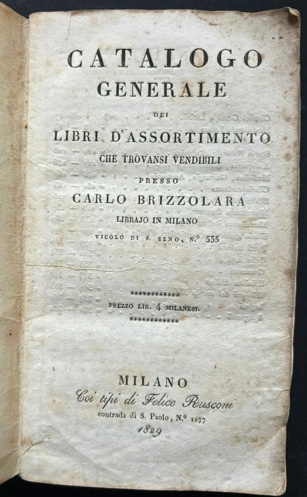 CATALOGO
GENERALE
DEI
LIBRI D'ASSORTIMENTO
CHE TROVANSI VENDIBILI
PRESSO
CARLO BRIZZOLARA
LIBRAJO IN MILANO
VICOLO DI S. ZENO, N.º 535
PREZZO LIR. 4 MILANESI.
MILANO
Coi tipi di Felice Rusconi
contrada di S. Paolo, N.º 1177
1829